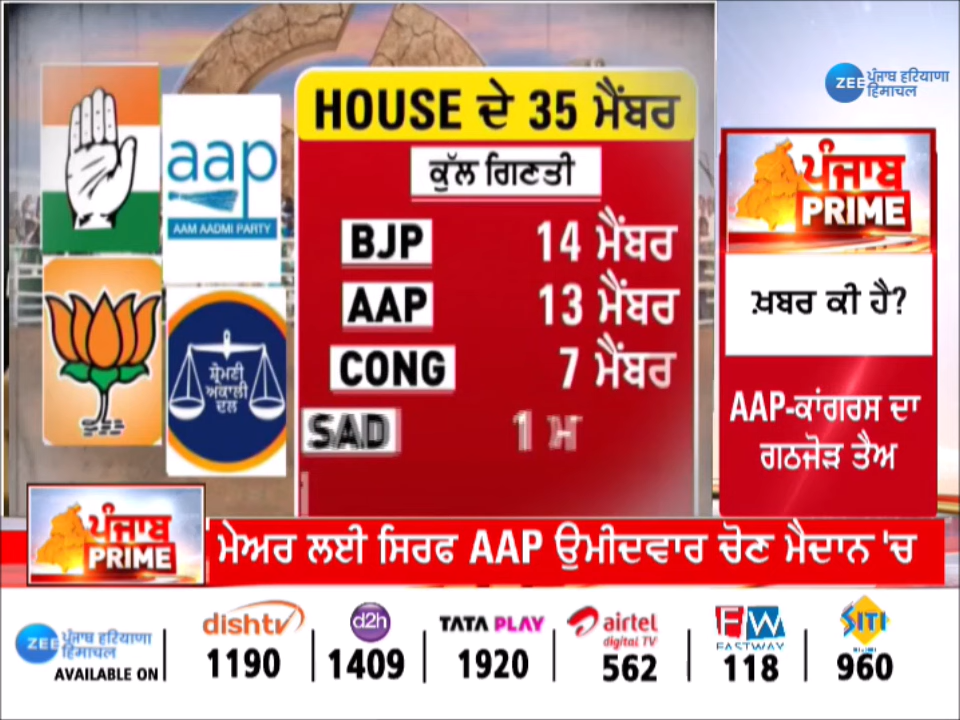 HOUSE ਦੇ 35 ਮੈਂਬਰ
ਕੁੱਲ ਗਿਣਤੀ
BJP 14 ਮੈਂਬਰ
AAP 13 ਮੈਂਬਰ
CONG 7 ਮੈਂਬਰ
SAD 1 ਮ
aap
AAM AADMI PARTY
ਸ਼੍ਰੋਮਣੀ
ਅਕਾਲੀ
ਦਲ
ZEE ਪੰਜਾਬ ਹਰਿਆਣਾ
ਹਿਮਾਚਲ
ਪੰਜਾਬ
PRIME
ਖ਼ਬਰ ਕੀ ਹੈ?
AAP-ਕਾਂਗਰਸ ਦਾ
ਗਠਜੋੜ ਤੈਅ
ਪੰਜਾਬ
PRIME
ਮੇਅਰ ਲਈ ਸਿਰਫ AAP ਉਮੀਦਵਾਰ ਚੋਣ ਮੈਦਾਨ 'ਚ
ZEE ਪੰਜਾਬ ਹਰਿਆਣਾ
ਹਿਮਾਚਲ
AVAILABLE ON
dishtv
1190
d2h
1409
TATA PLAY
1920
airtel
digital TV
562
FW
FASTWAY
118
SITI
960